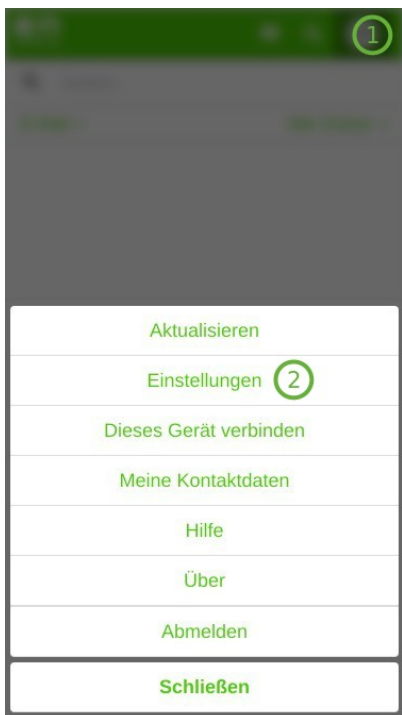 1
Aktualisieren
Einstellungen 2
Dieses Gerät verbinden
Meine Kontaktdaten
Hilfe
Über
Abmelden
Schließen